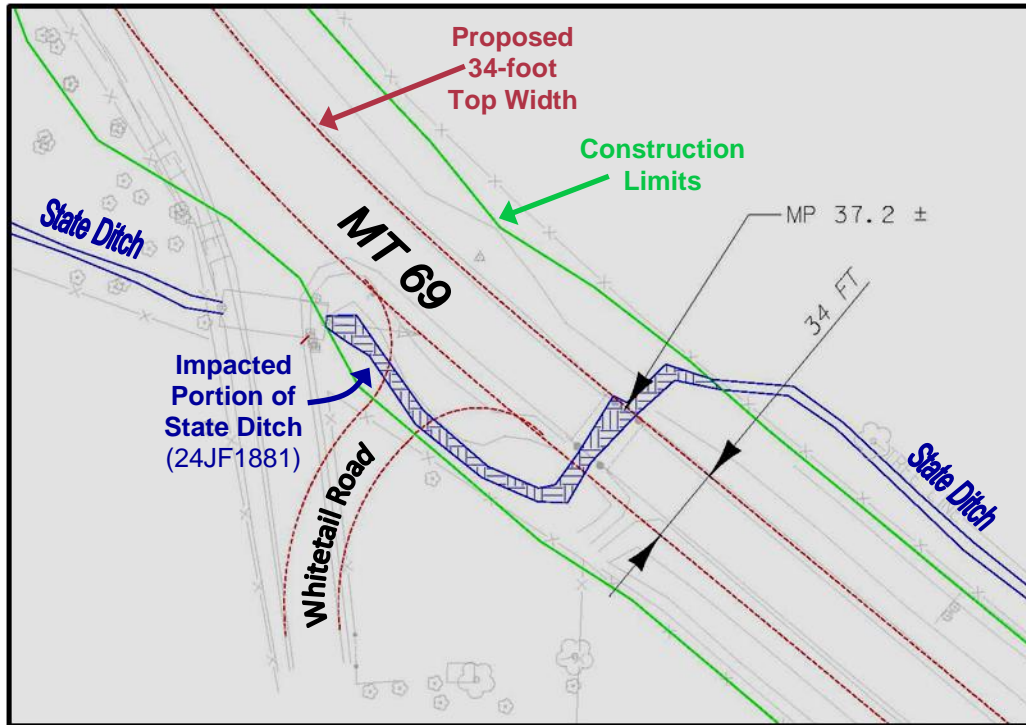 Proposed
34-foot
Top Width
Construction
Limits
State Ditch
MT 69
MP 37.2 ±
34 FT
Impacted
Portion of
State Ditch
(24JF1881)
Whitetail Road
State Ditch